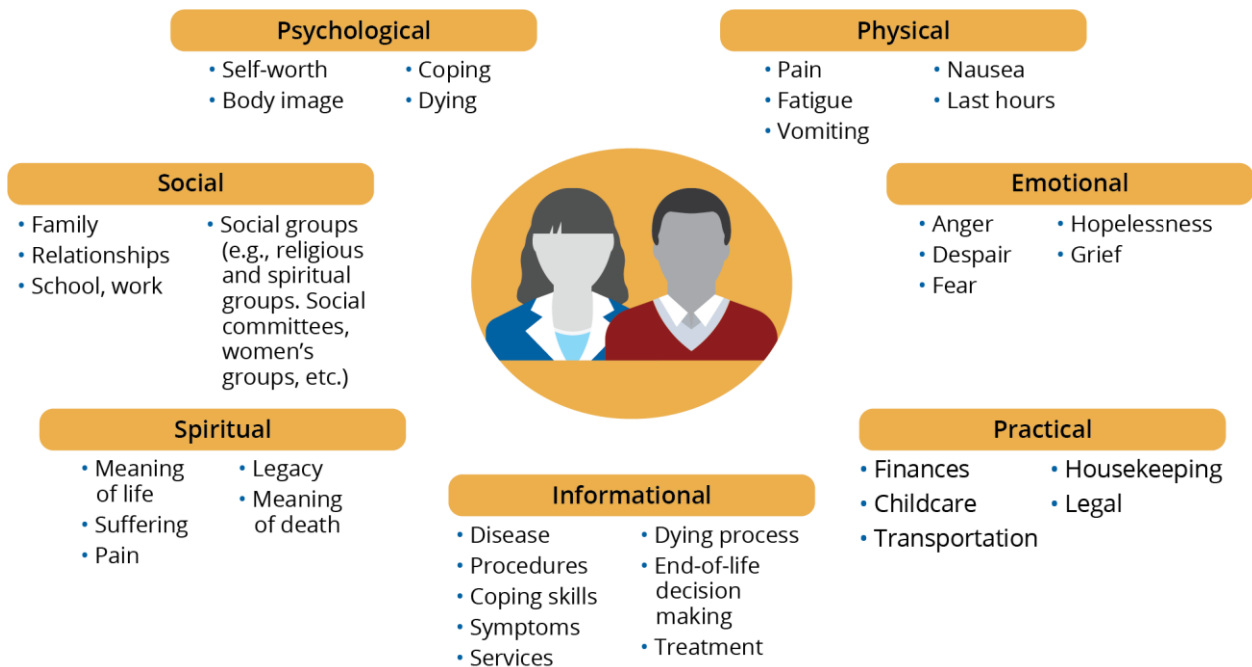 Psychological
• Self-worth
• Body image
• Coping
• Dying
Physical
• Pain
• Fatigue
• Vomiting
• Nausea
• Last hours
Social
• Family
• Relationships
• School, work
• Social groups
(e.g., religious
and spiritual
groups. Social
committees,
women’s
groups, etc.)
Emotional
• Anger
• Despair
• Fear
• Hopelessness
• Grief
Spiritual
• Meaning
of life
• Suffering
• Pain
• Legacy
• Meaning
of death
Informational
• Disease
• Procedures
• Coping skills
• Symptoms
• Services
• Dying process
• End-of-life
decision
making
• Treatment
Practical
• Finances
• Childcare
• Transportation
• Housekeeping
• Legal